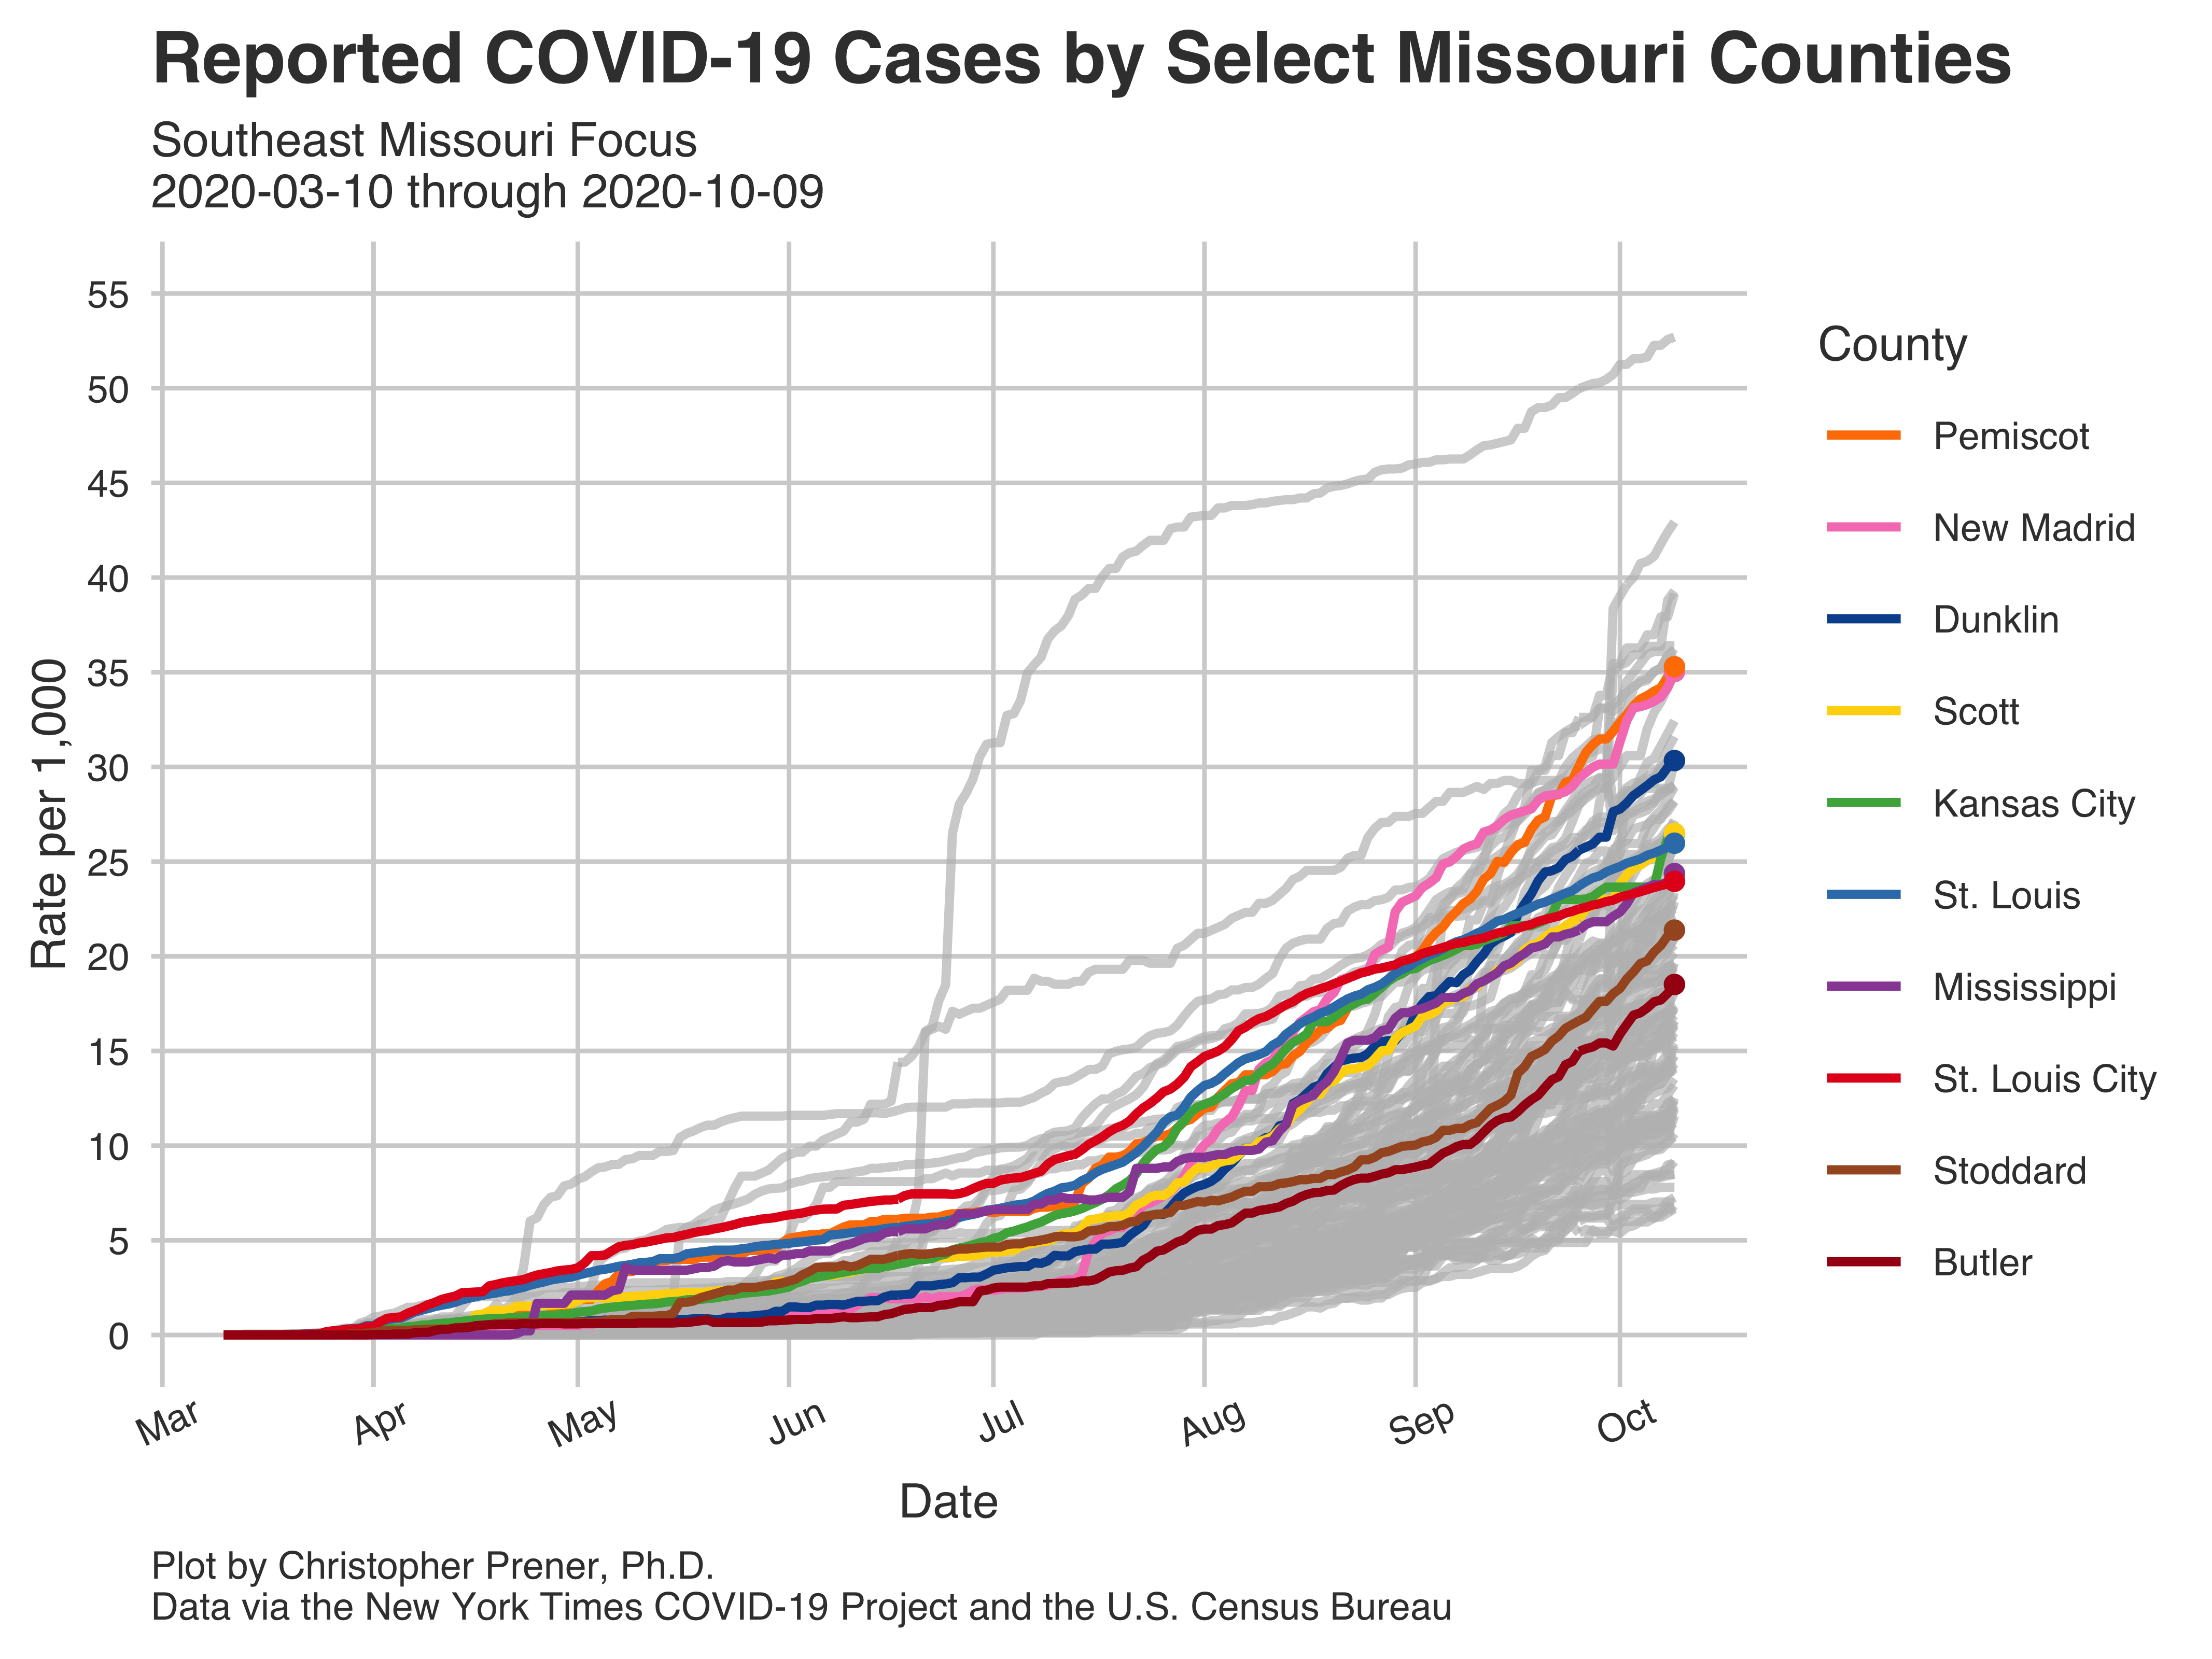 Reported COVID-19 Cases by Select Missouri Counties
Southeast Missouri Focus
2020-03-10 through 2020-10-09
Rate per 1,000
55
50
45
40
35
30
25
20
15
10
5
0
Mar
Apr
May
Jun
Jul
Aug
Sep
Oct
Date
County
Pemiscot
New Madrid
Dunklin
Scott
Kansas City
St. Louis
Mississippi
St. Louis City
Stoddard
Butler
Plot by Christopher Prener, Ph.D.
Data via the New York Times COVID-19 Project and the U.S. Census Bureau